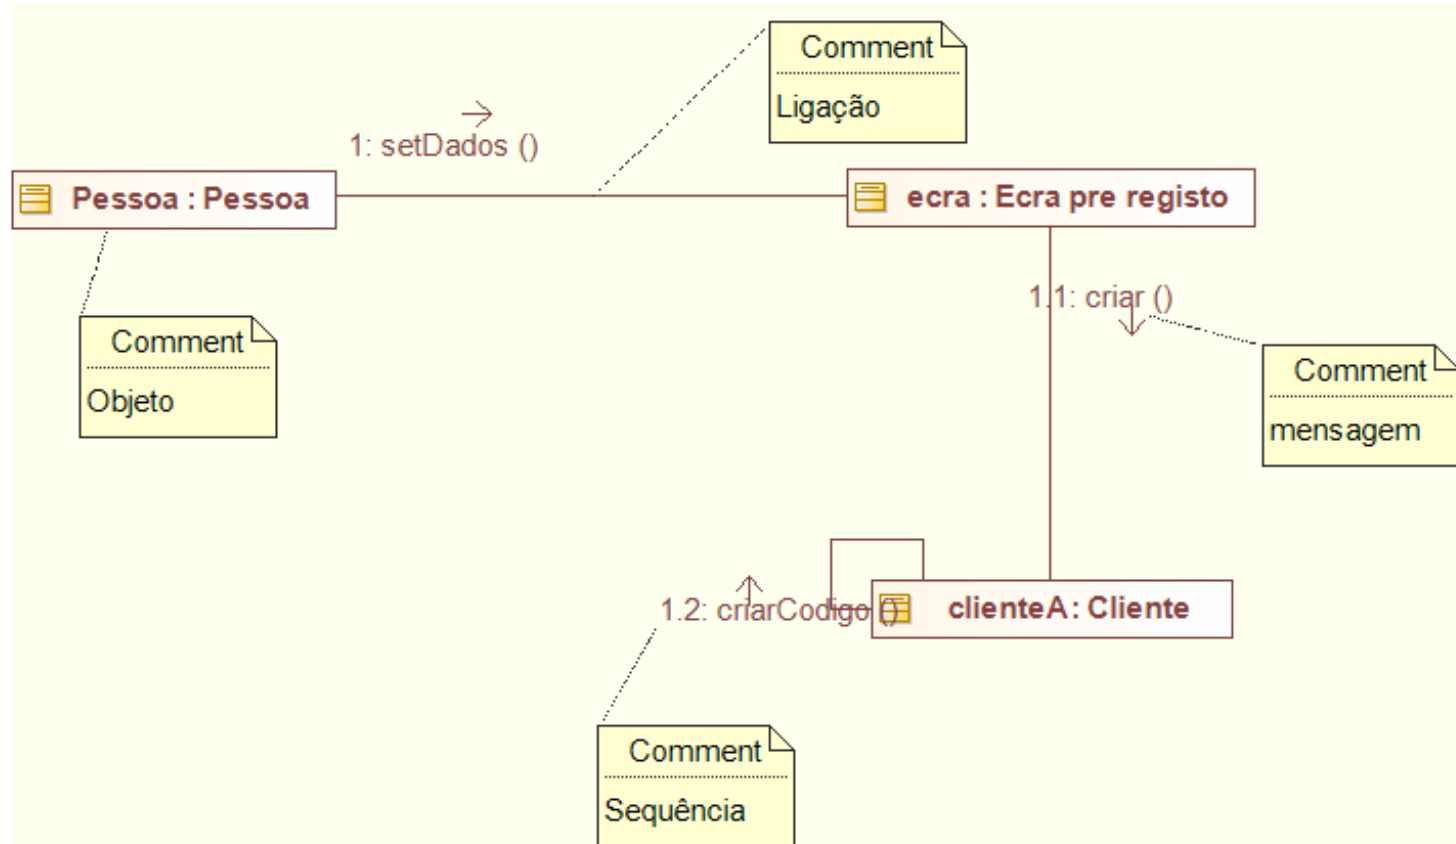 Comment
Ligação
1: setDados ()
Pessoa : Pessoa
ecra : Ecra pre registo
1.1: criar ()
Comment
Objeto
Comment
mensagem
1.2: criarCodigo ()
clienteA: Cliente
Comment
Sequência